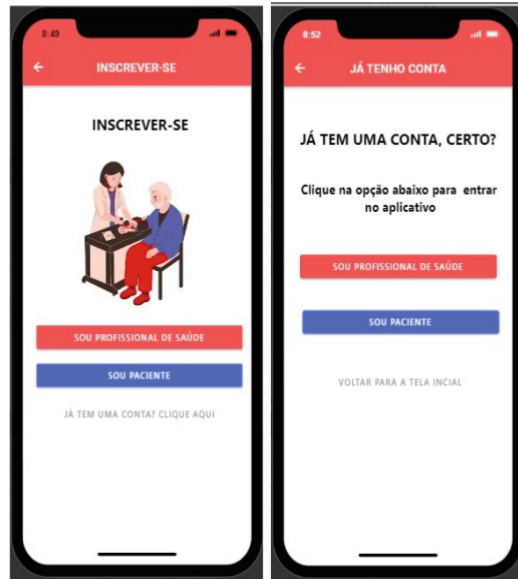 8:49
INSCREVER-SE
INSCREVER-SE
SOU PROFISSIONAL DE SAÚDE
SOU PACIENTE
JÁ TEM UMA CONTA? CLIQUE AQUI
8:52
JÁ TENHO CONTA
JÁ TEM UMA CONTA, CERTO?
Clique na opção abaixo para entrar
no aplicativo
SOU PROFISSIONAL DE SAÚDE
SOU PACIENTE
VOLTAR PARA A TELA INCIAL